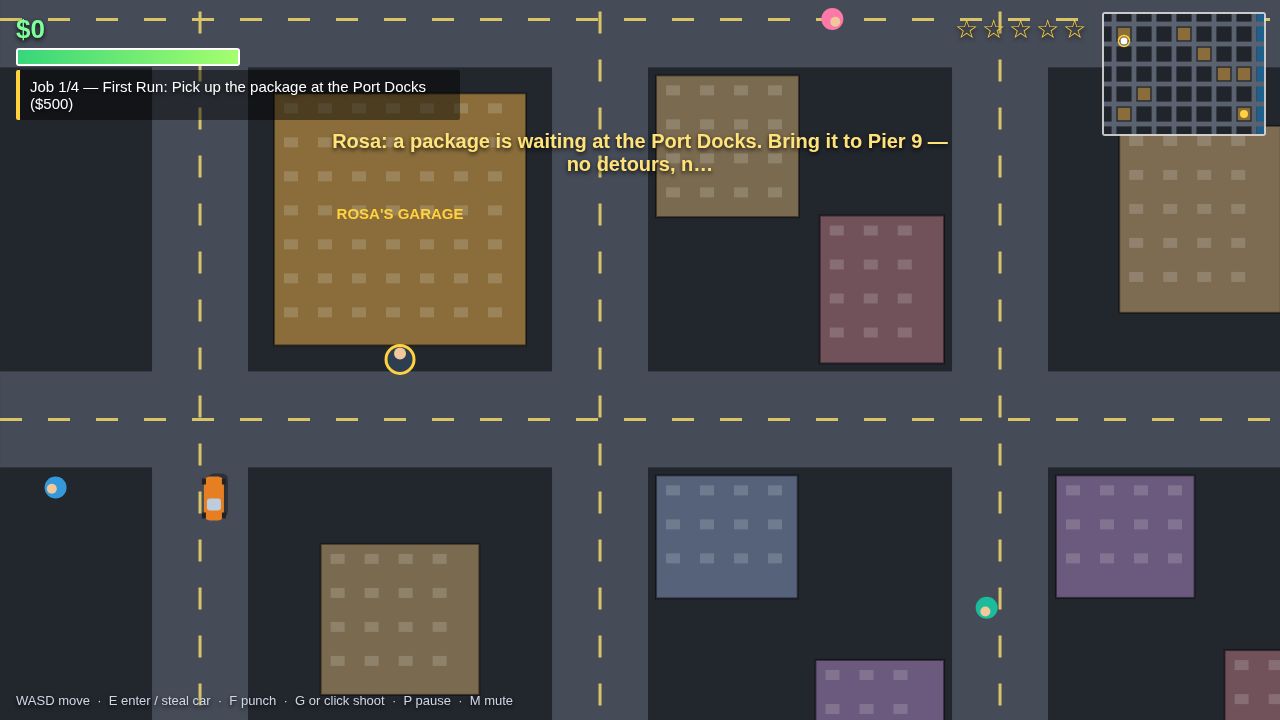 $0
☆☆☆☆☆
Job 1/4 — First Run: Pick up the package at the Port Docks
($500)
Rosa: a package is waiting at the Port Docks. Bring it to Pier 9 —
no detours, n…
ROSA'S GARAGE
WASD move · E enter / steal car · F punch · G or click shoot · P pause · M mute